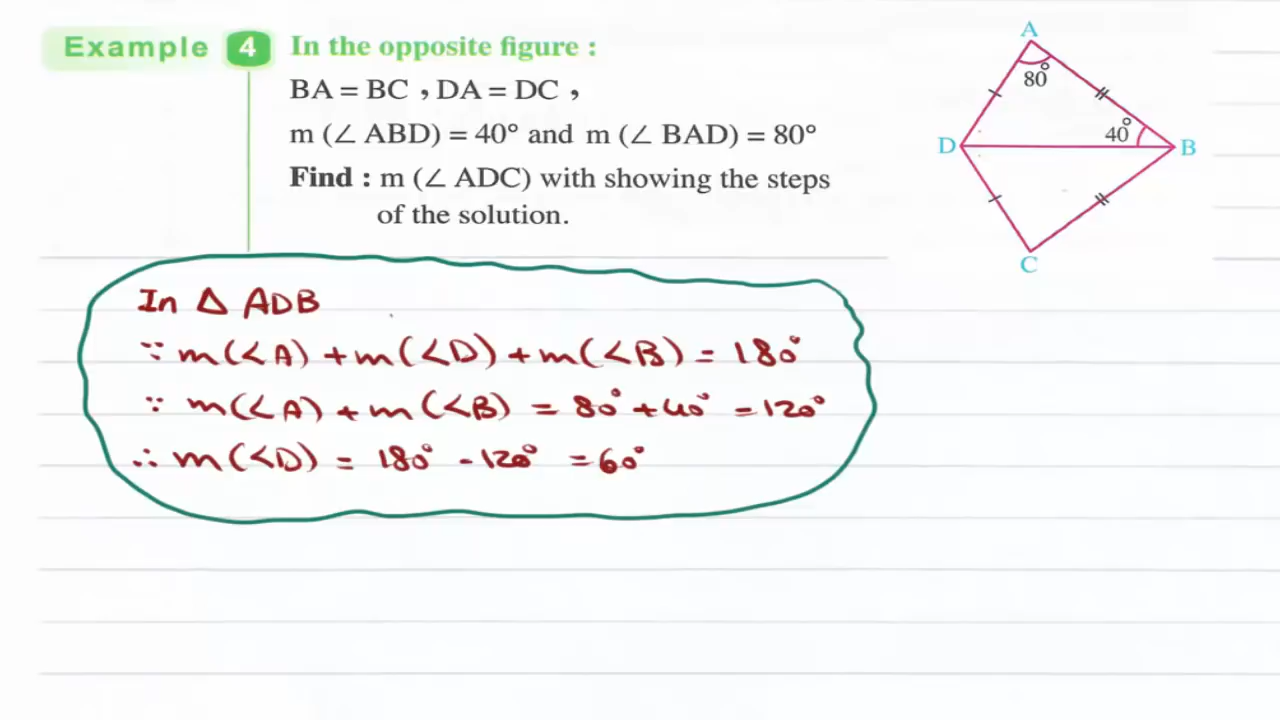 Example 4 In the opposite figure :
BA = BC , DA = DC ,
m (∠ ABD) = 40° and m (∠ BAD) = 80°
Find : m (∠ ADC) with showing the steps
of the solution.
A
80°
40°
D
B
C
In Δ ADB
∵ m(∠A) + m(∠D) + m(∠B) = 180°
∵ m(∠A) + m(∠B) = 80° + 40° = 120°
∴ m(∠D) = 180° - 120° = 60°